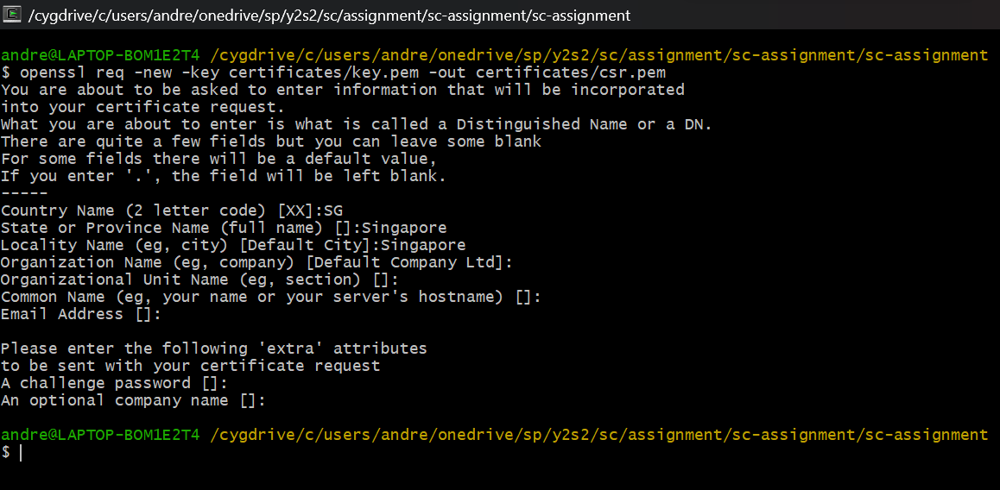 /cygdrive/c/users/andre/onedrive/sp/y2s2/sc/assignment/sc-assignment/sc-assignment
andre@LAPTOP-BOM1E2T4 /cygdrive/c/users/andre/onedrive/sp/y2s2/sc/assignment/sc-assignment/sc-assignment
$ openssl req -new -key certificates/key.pem -out certificates/csr.pem
You are about to be asked to enter information that will be incorporated
into your certificate request.
What you are about to enter is what is called a Distinguished Name or a DN.
There are quite a few fields but you can leave some blank
For some fields there will be a default value,
If you enter '.', the field will be left blank.
-----
Country Name (2 letter code) [XX]:SG
State or Province Name (full name) []:Singapore
Locality Name (eg, city) [Default City]:Singapore
Organization Name (eg, company) [Default Company Ltd]:
Organizational Unit Name (eg, section) []:
Common Name (eg, your name or your server's hostname) []:
Email Address []:
Please enter the following 'extra' attributes
to be sent with your certificate request
A challenge password []:
An optional company name []:
andre@LAPTOP-BOM1E2T4 /cygdrive/c/users/andre/onedrive/sp/y2s2/sc/assignment/sc-assignment/sc-assignment
$